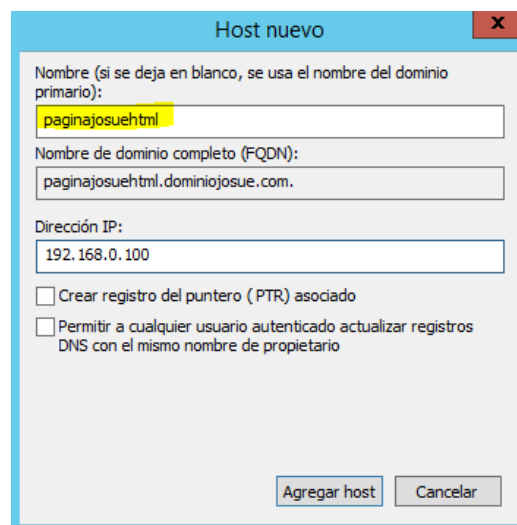 Host nuevo
x
Nombre (si se deja en blanco, se usa el nombre del dominio
primario):
paginajosuehtml
Nombre de dominio completo (FQDN):
paginajosuehtml.dominiojosue.com.
Dirección IP:
192.168.0.100
Crear registro del puntero (PTR) asociado
Permitir a cualquier usuario autenticado actualizar registros
DNS con el mismo nombre de propietario
Agregar host
Cancelar